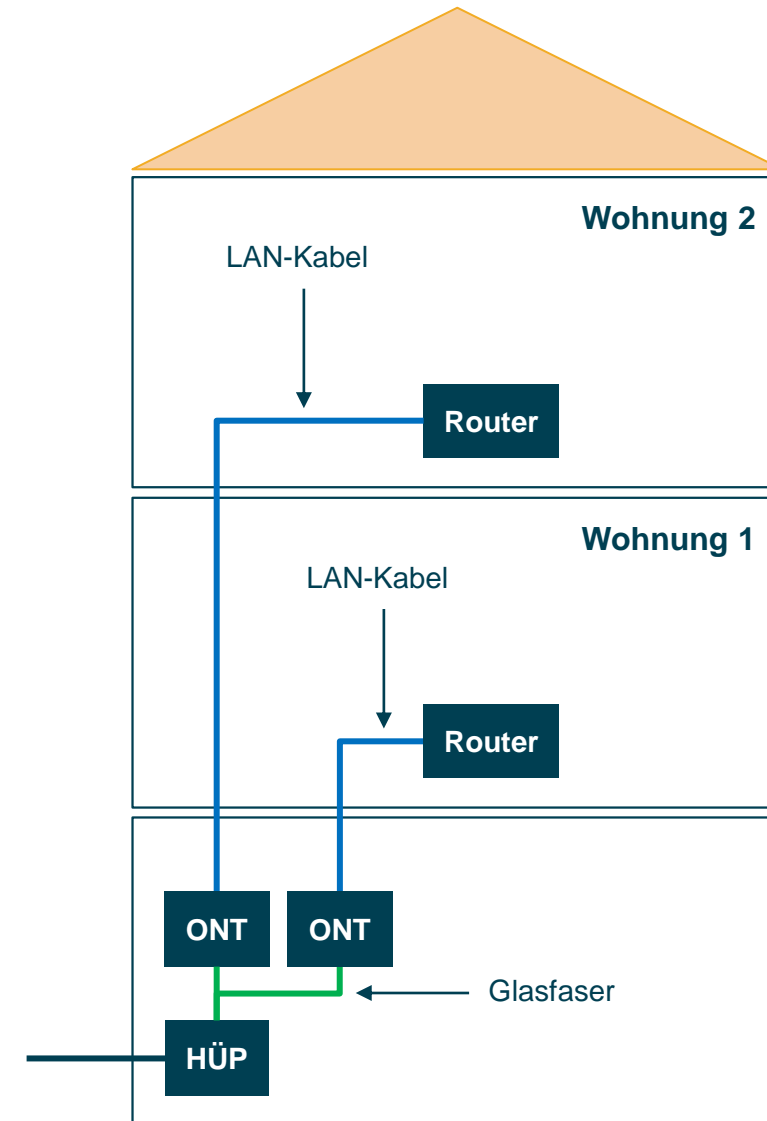 Wohnung 2
LAN-Kabel
Router
Wohnung 1
LAN-Kabel
Router
ONT
ONT
Glasfaser
HÜP